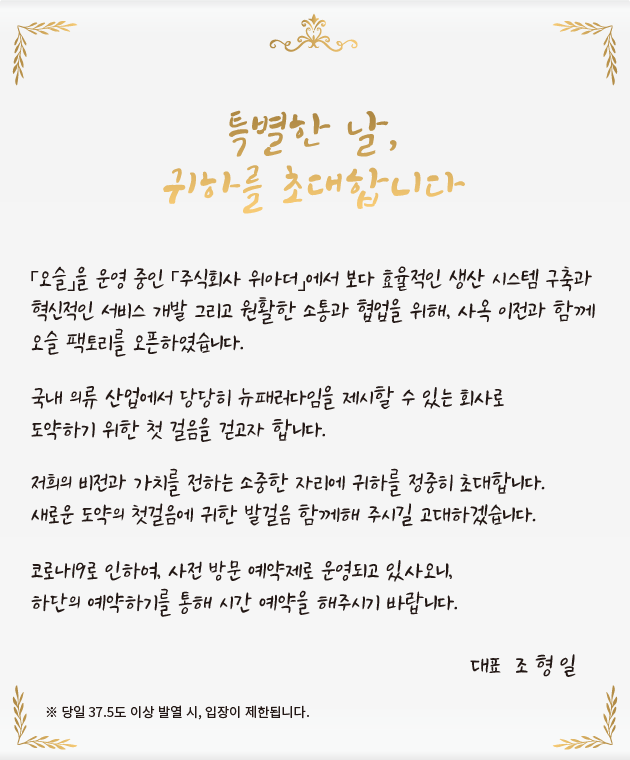 특별한 날,
귀하를 초대합니다
「오슬」을 운영 중인 「주식회사 위아더」에서 보다 효율적인 생산 시스템 구축과
혁신적인 서비스 개발 그리고 원활한 소통과 협업을 위해, 사옥 이전과 함께
오슬 팩토리를 오픈하였습니다.
국내 의류 산업에서 당당히 뉴패러다임을 제시할 수 있는 회사로
도약하기 위한 첫 걸음을 걷고자 합니다.
저희의 비전과 가치를 전하는 소중한 자리에 귀하를 정중히 초대합니다.
새로운 도약의 첫걸음에 귀한 발걸음 함께해 주시길 고대하겠습니다.
코로나19로 인하여, 사전 방문 예약제로 운영되고 있사오니,
하단의 예약하기를 통해 시간 예약을 해주시기 바랍니다.
대표 조 형 일
※ 당일 37.5도 이상 발열 시, 입장이 제한됩니다.